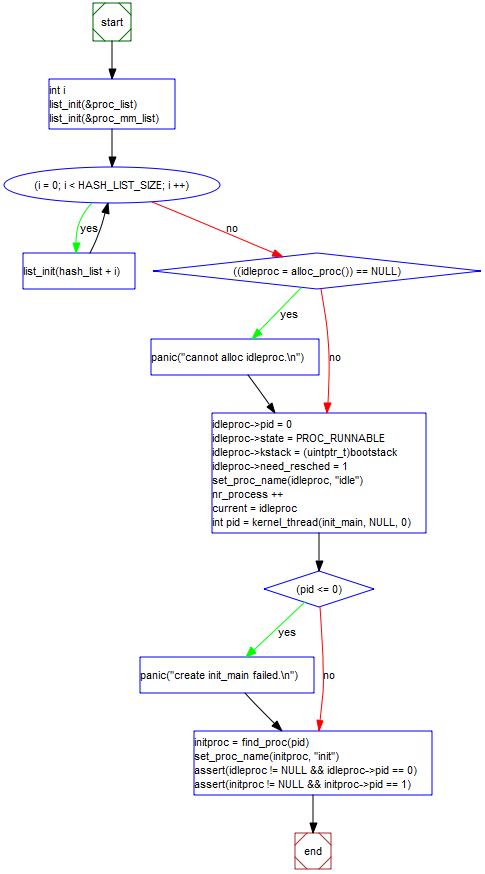 start
int i
list_init(&proc_list)
list_init(&proc_mm_list)
(i = 0; i < HASH_LIST_SIZE; i ++)
yes
no
list_init(hash_list + i)
((idleproc = alloc_proc()) == NULL)
yes
panic("cannot alloc idleproc.\n")
no
idleproc->pid = 0
idleproc->state = PROC_RUNNABLE
idleproc->kstack = (uintptr_t)bootstack
idleproc->need_resched = 1
set_proc_name(idleproc, "idle")
nr_process ++
current = idleproc
int pid = kernel_thread(init_main, NULL, 0)
(pid <= 0)
yes
panic("create init_main failed.\n")
no
initproc = find_proc(pid)
set_proc_name(initproc, "init")
assert(idleproc != NULL && idleproc->pid == 0)
assert(initproc != NULL && initproc->pid == 1)
end